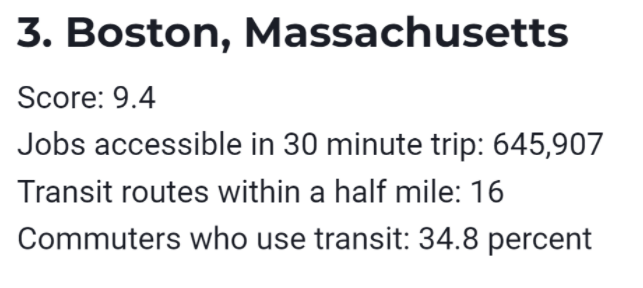 3. Boston, Massachusetts
Score: 9.4
Jobs accessible in 30 minute trip: 645,907
Transit routes within a half mile: 16
Commuters who use transit: 34.8 percent